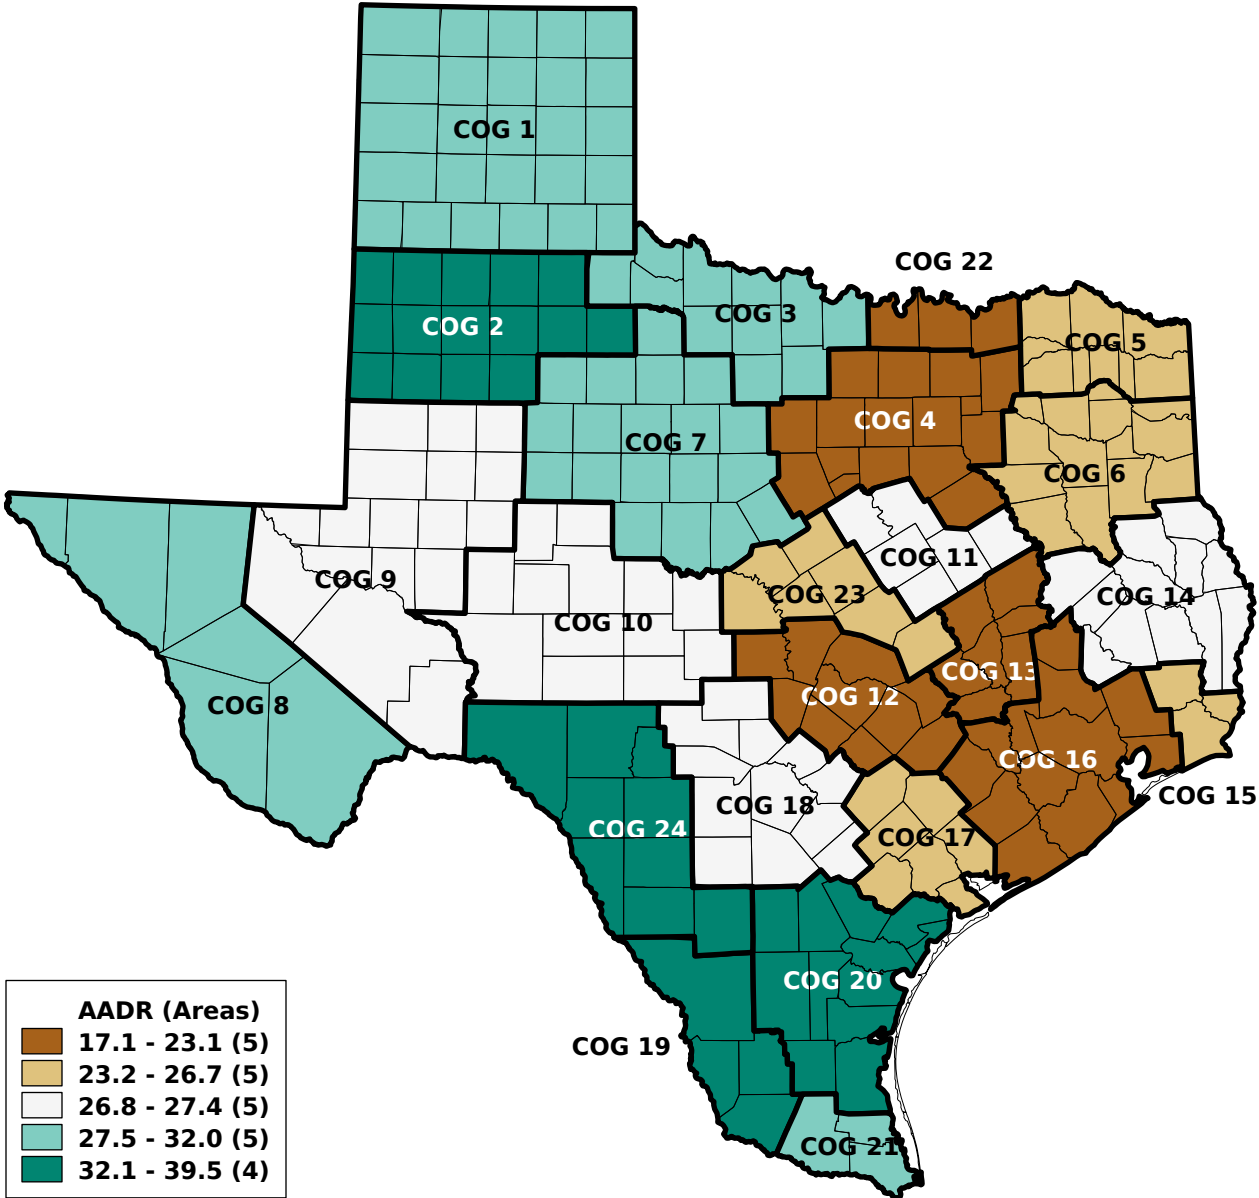 COG 1
COG 22
COG 3
COG 2
COG 5
COG 4
COG 7
COG 6
COG 11
COG 9
COG 23
COG 14
COG 10
COG 13
COG 12
COG 8
COG 16
COG 15
COG 18
COG 24
COG 17
COG 20
COG 19
COG 21
AADR (Areas)
17.1 - 23.1 (5)
23.2 - 26.7 (5)
26.8 - 27.4 (5)
27.5 - 32.0 (5)
32.1 - 39.5 (4)